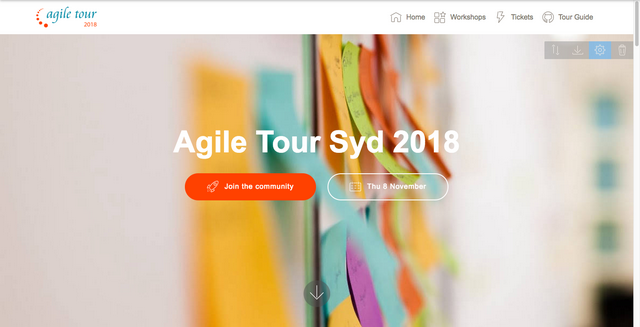 agile tour
2018
Home
Workshops
Tickets
Tour Guide
Agile Tour Syd 2018
Join the community
Thu 8 November